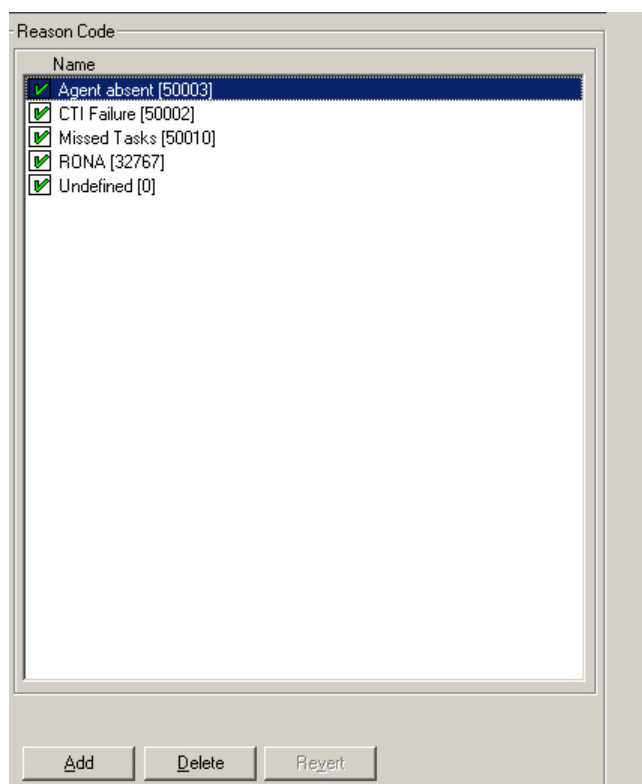 Reason Code
Name
Agent absent [50003]
CTI Failure [50002]
Missed Tasks [50010]
RONA [32767]
Undefined [0]
Add Delete Revert